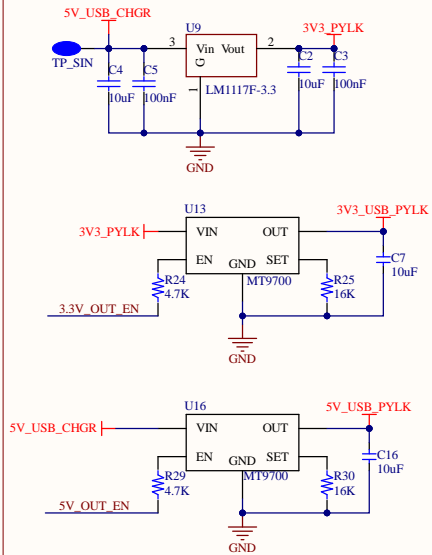 5V_USB_CHGR
U9
3V3_PYLK
3 Vin Vout 2
G
TP_SIN
C4 C5 1 C2 C3
10uF 100nF LM1117F-3.3 10uF 100nF
GND
U13
3V3_USB_PYLK
3V3_PYLK VIN OUT
EN SET C7
GND 10uF
R24 MT9700 R25
4.7K 16K
3.3V_OUT_EN
GND
U16
5V_USB_PYLK
5V_USB_CHGR VIN OUT
EN SET C16
GND 10uF
R29 MT9700 R30
4.7K 16K
5V_OUT_EN
GND